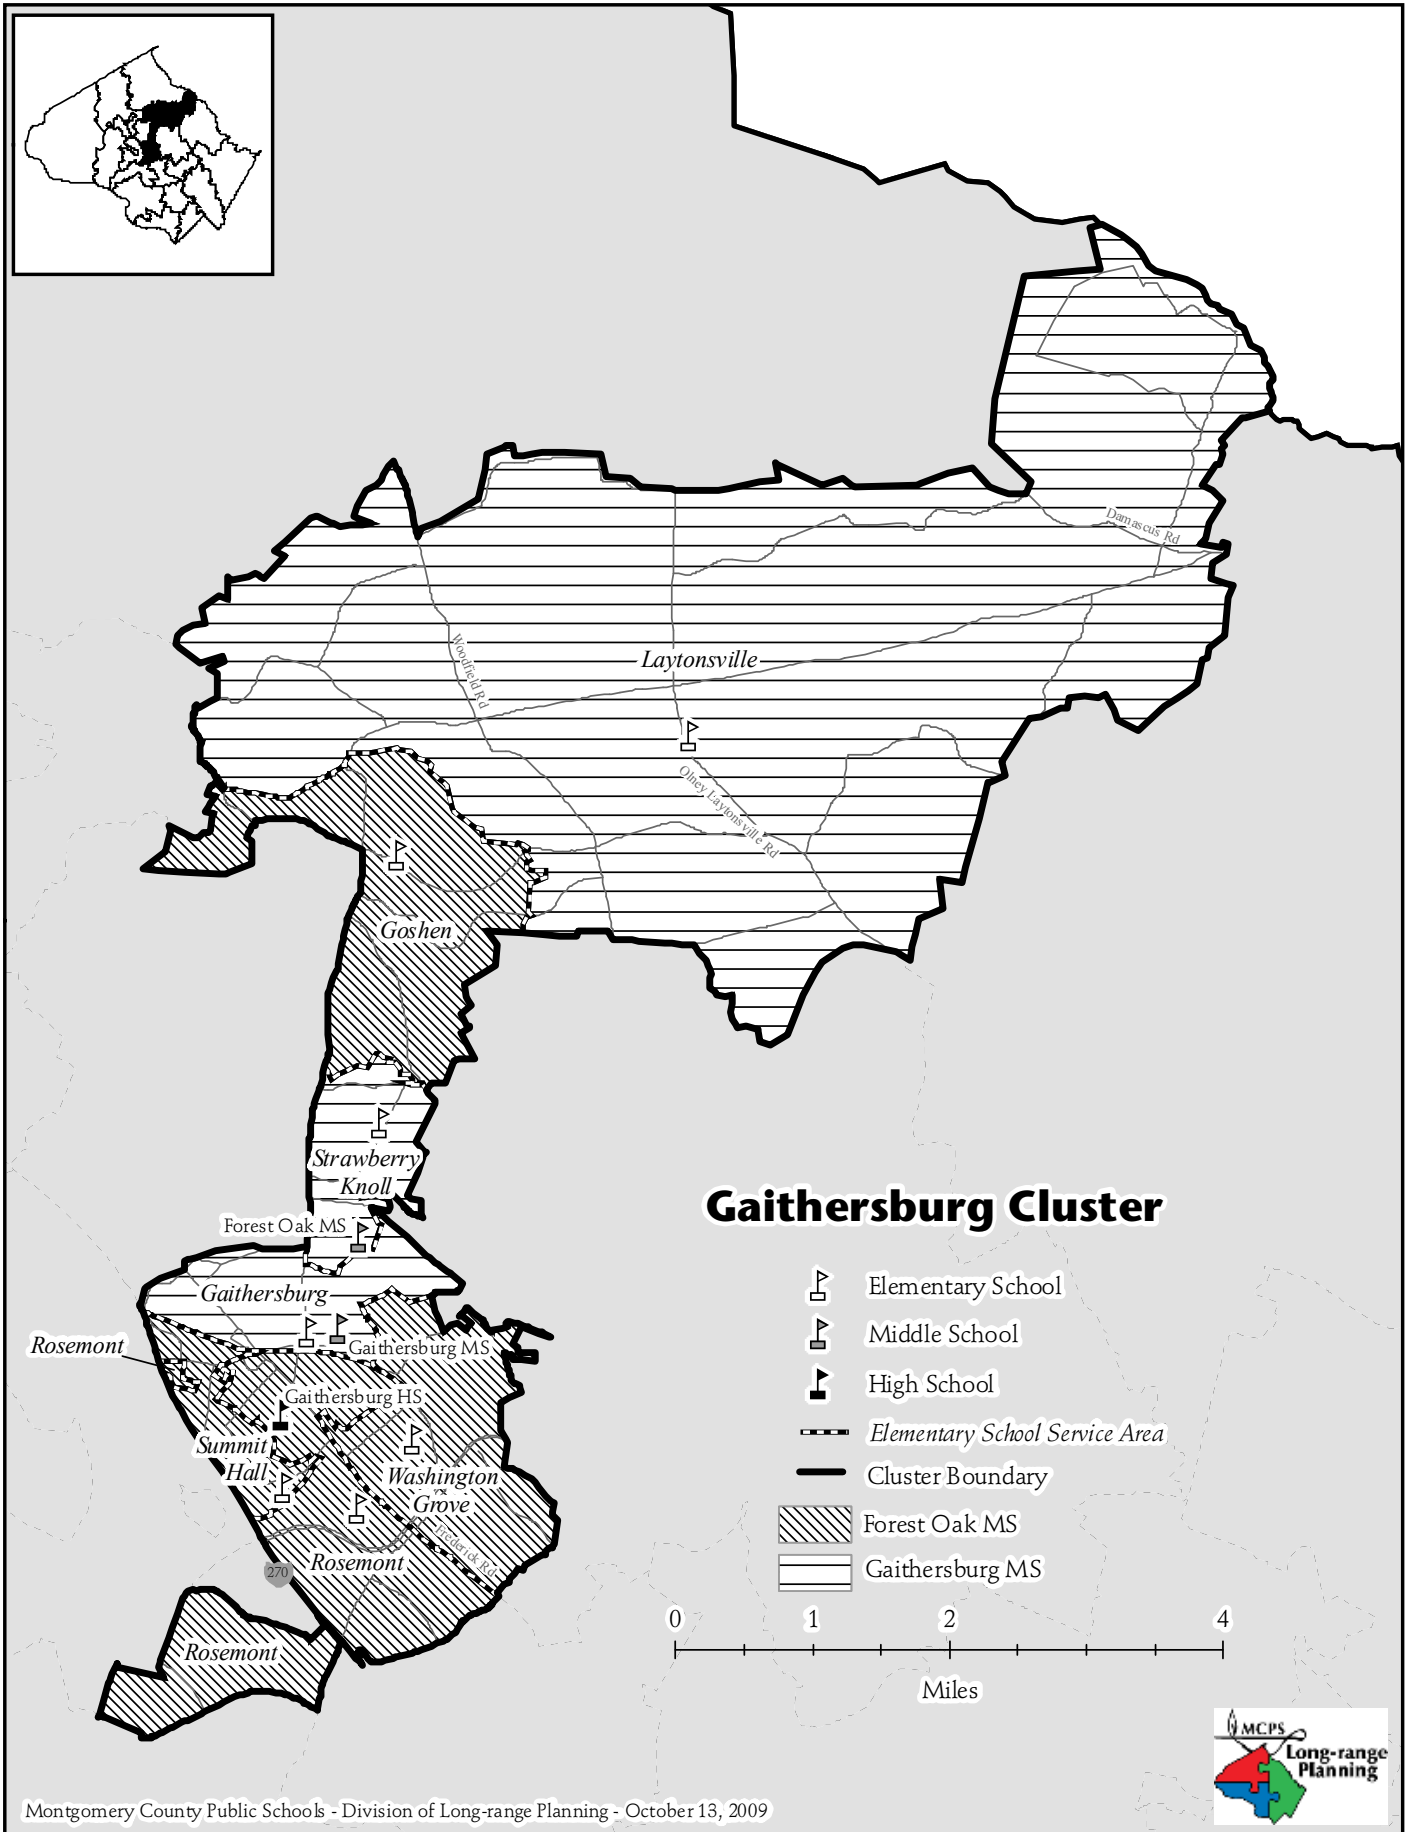 Damascus Rd
Woodfield Rd
Laytonsville
Olney Laytonsville Rd
Goshen
Strawberry
Knoll
Forest Oak MS
Gaithersburg
Rosemont
Gaithersburg MS
Gaithersburg HS
Summit
Hall
Washington
Grove
Frederick Rd
Rosemont
270
Rosemont
Gaithersburg Cluster
Elementary School
Middle School
High School
Elementary School Service Area
Cluster Boundary
Forest Oak MS
Gaithersburg MS
0 1 2 4
Miles
MCPS
Long-range
Planning
Montgomery County Public Schools - Division of Long-range Planning - October 13, 2009